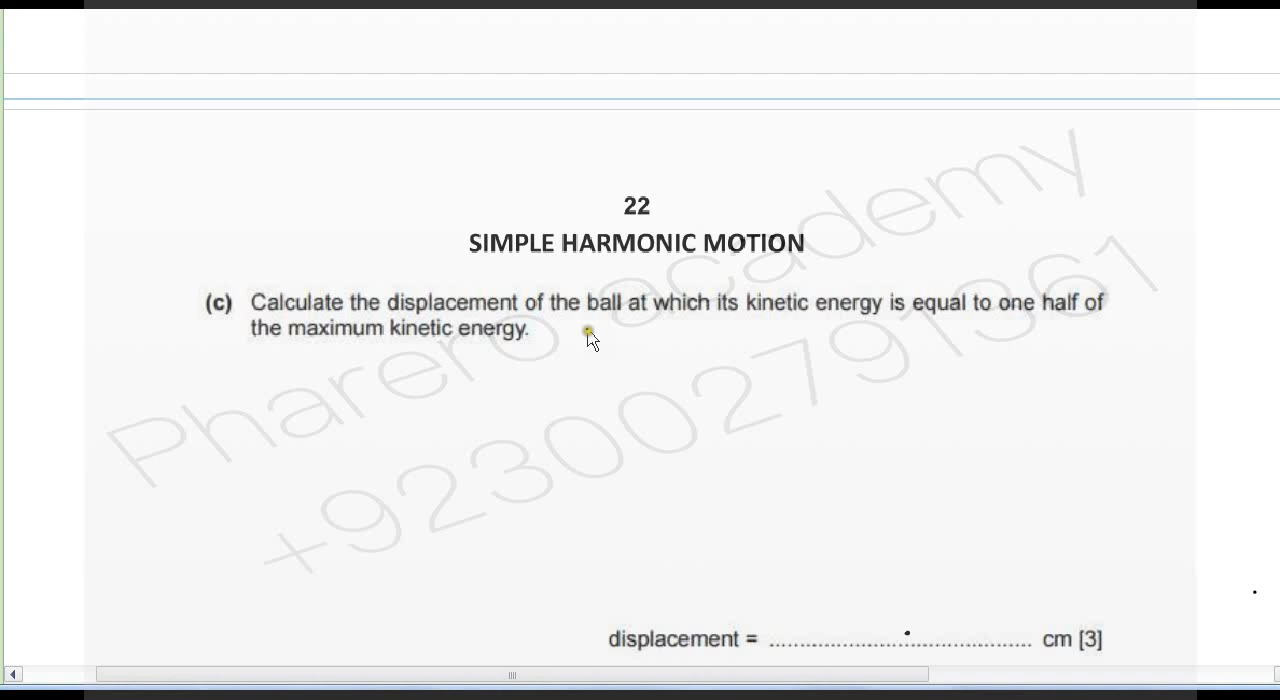 22
SIMPLE HARMONIC MOTION
(c) Calculate the displacement of the ball at which its kinetic energy is equal to one half of
the maximum kinetic energy.
Pharero academy
+923002791361
displacement = ............................................ cm [3]